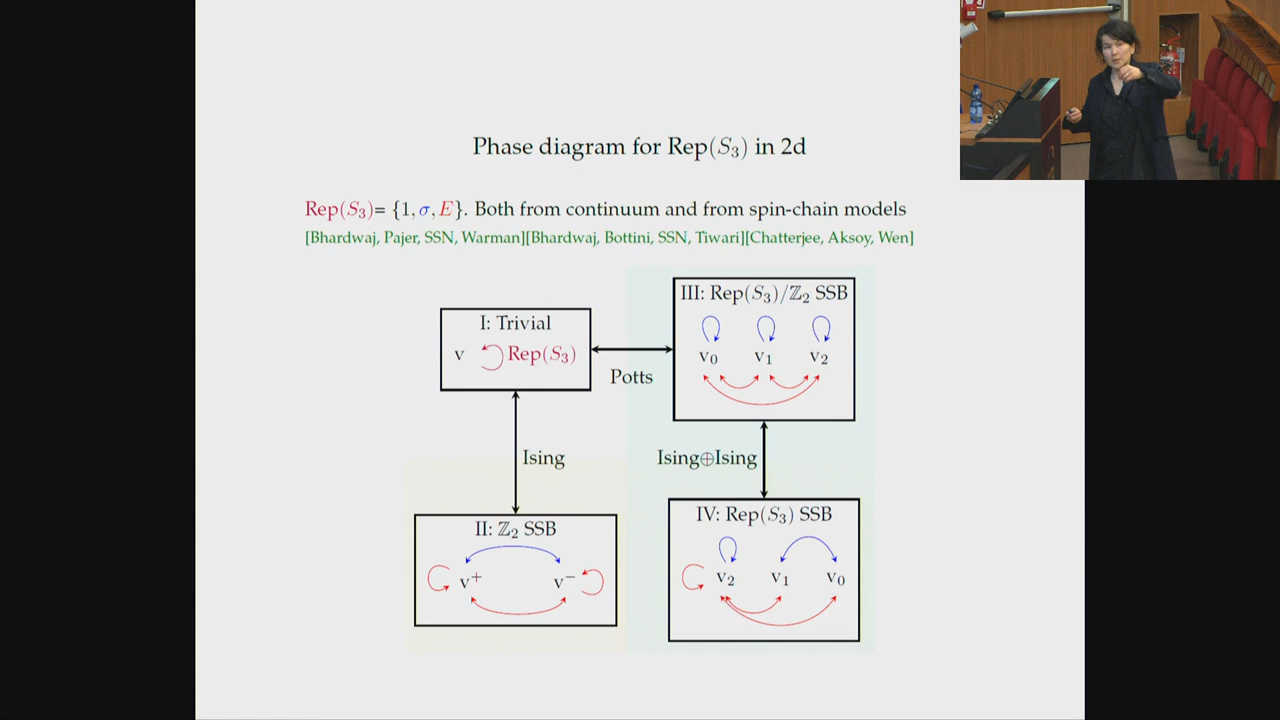 Phase diagram for Rep(S₃) in 2d
Rep(S₃)= {1, σ, E}. Both from continuum and from spin-chain models
[Bhardwaj, Pajer, SSN, Warman][Bhardwaj, Bottini, SSN, Tiwari][Chatterjee, Aksoy, Wen]
I: Trivial
v Rep(S₃)
Potts
III: Rep(S₃)/ℤ₂ SSB
v₀ v₁ v₂
Ising
Ising⊕Ising
II: ℤ₂ SSB
v⁺ v⁻
IV: Rep(S₃) SSB
v₂ v₁ v₀